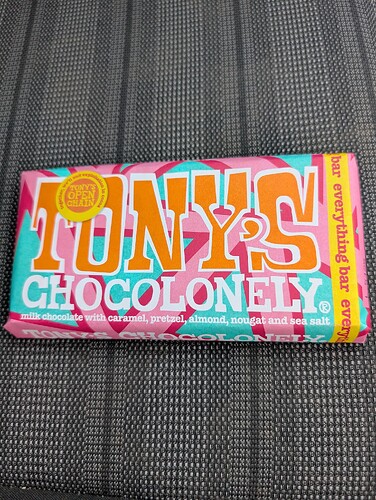 TONY'S
OPEN
CHAIN
TONY'S
CHOCOLONELY®
milk chocolate with caramel, pretzel, almond, nougat and sea salt
bar everything bar
TONY'S CHOCOLONELY